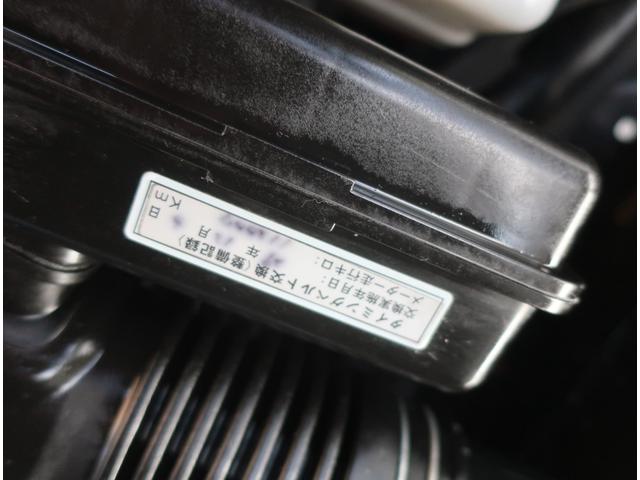 タイミングベルト交換〈整備記録〉
交換実施年月日: 年 月 日
メーター走行キロ: Km